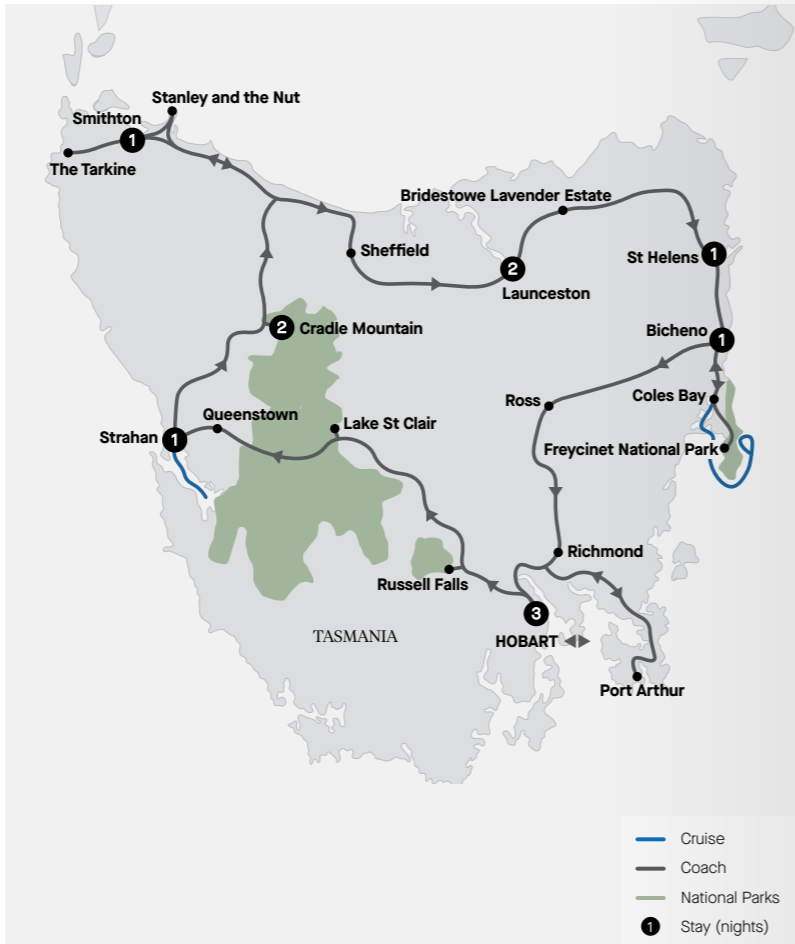 Stanley and the Nut
Smithton
1
The Tarkine
Bridestowe Lavender Estate
Sheffield
2
Launceston
St Helens
1
2
Cradle Mountain
Bicheno
1
Coles Bay
Ross
Queenstown
Lake St Clair
Strahan
1
Freycinet National Park
Richmond
Russell Falls
3
HOBART
TASMANIA
Port Arthur
Cruise
Coach
National Parks
1 Stay (nights)